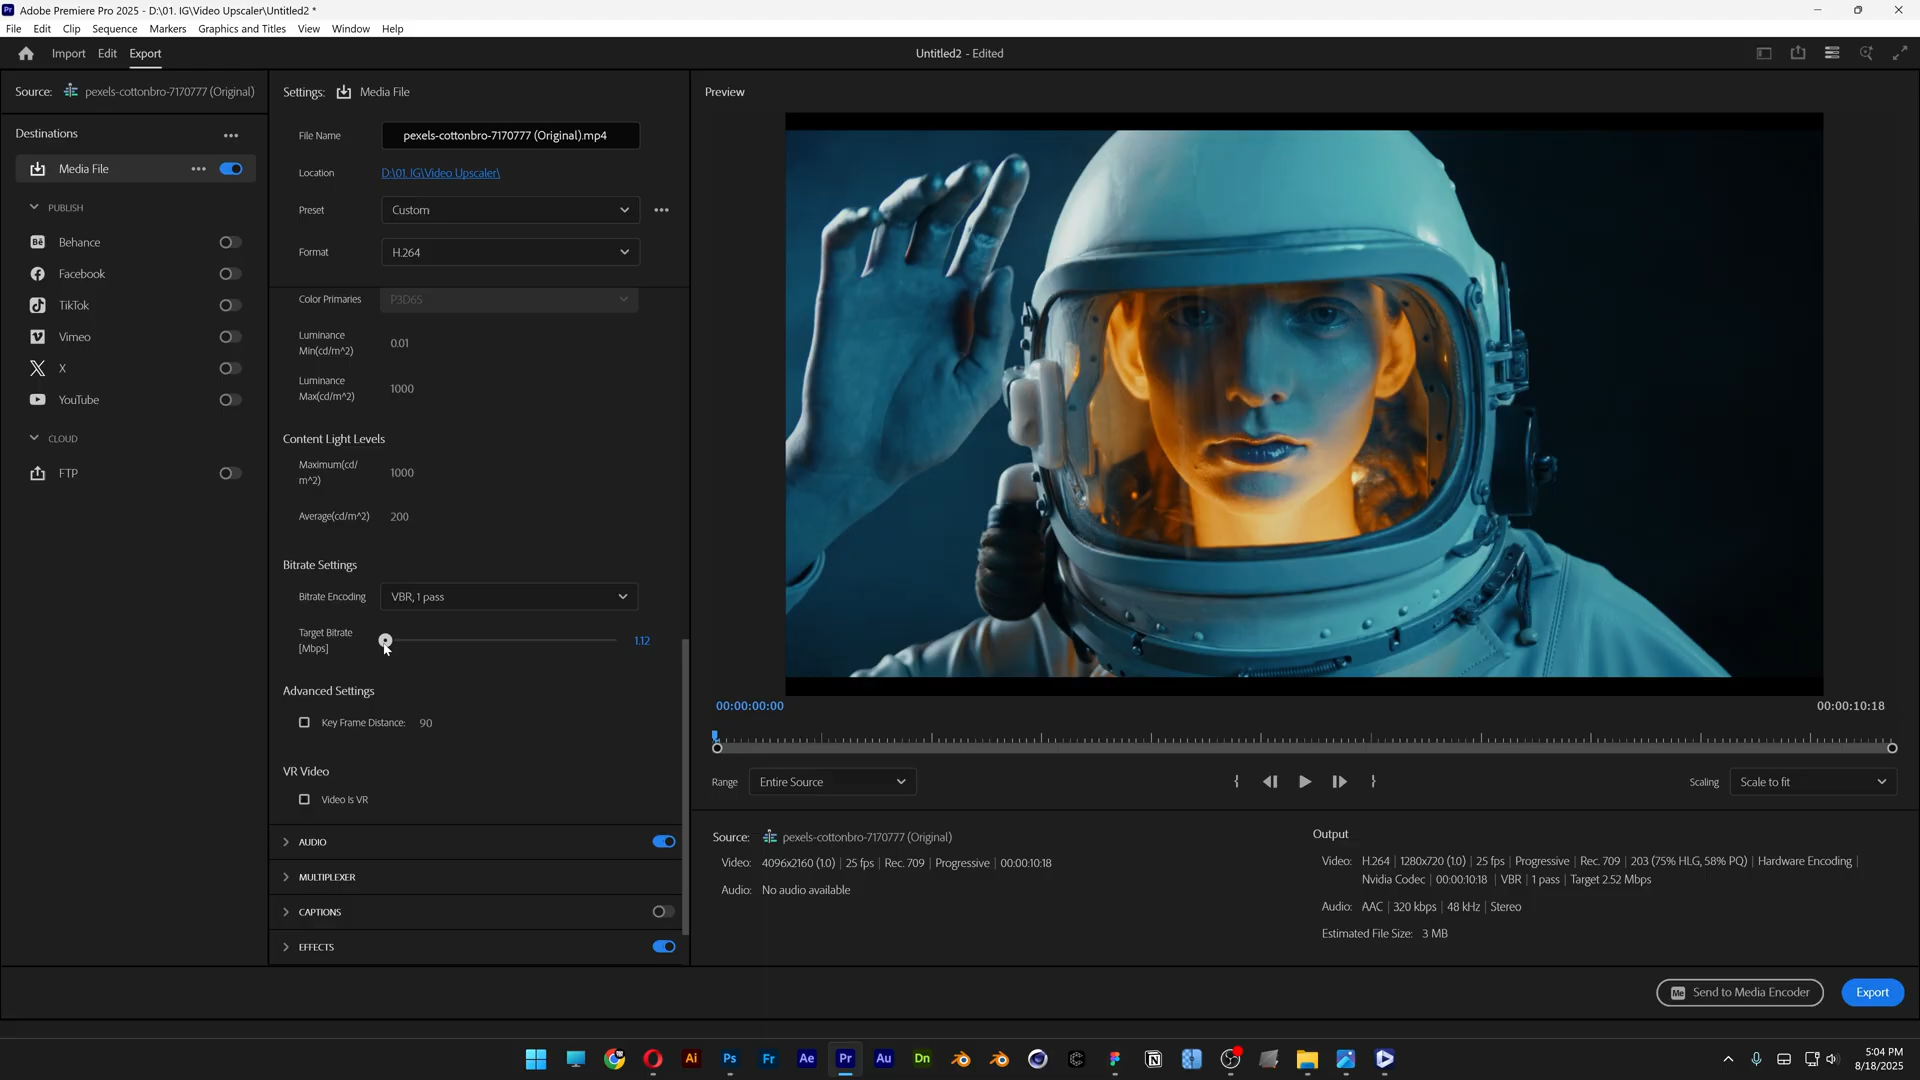 Adobe Premiere Pro 2025 - D:\01. IG\Video Upscaler\Untitled2 *
File Edit Clip Sequence Markers Graphics and Titles View Window Help
Import Edit Export
Untitled2 - Edited
Source: pexels-cottonbro-7170777 (Original)
Destinations
Media File
PUBLISH
Behance
Facebook
TikTok
Vimeo
X
YouTube
CLOUD
FTP
Settings: Media File
File Name pexels-cottonbro-7170777 (Original).mp4
Location D:\01. IG\Video Upscaler\
Preset Custom
Format H.264
Color Primaries P3D65
Luminance
Min(cd/m^2) 0.01
Luminance
Max(cd/m^2) 1000
Content Light Levels
Maximum(cd/
m^2) 1000
Average(cd/m^2) 200
Bitrate Settings
Bitrate Encoding VBR, 1 pass
Target Bitrate
[Mbps] 1.12
Advanced Settings
Key Frame Distance: 90
VR Video
Video Is VR
AUDIO
MULTIPLEXER
CAPTIONS
EFFECTS
Preview
00:00:00:00 00:00:10:18
Range Entire Source Scaling Scale to fit
Source: pexels-cottonbro-7170777 (Original)
Video: 4096x2160 (1.0) | 25 fps | Rec. 709 | Progressive | 00:00:10:18
Audio: No audio available
Output
Video: H.264 | 1280x720 (1.0) | 25 fps | Progressive | Rec. 709 | 203 (75% HLG, 58% PQ) | Hardware Encoding |
Nvidia Codec | 00:00:10:18 | VBR | 1 pass | Target 2.52 Mbps
Audio: AAC | 320 kbps | 48 kHz | Stereo
Estimated File Size: 3 MB
Me Send to Media Encoder Export
Ai Ps Fr Ae Pr Au Dn
5:04 PM
8/18/2025